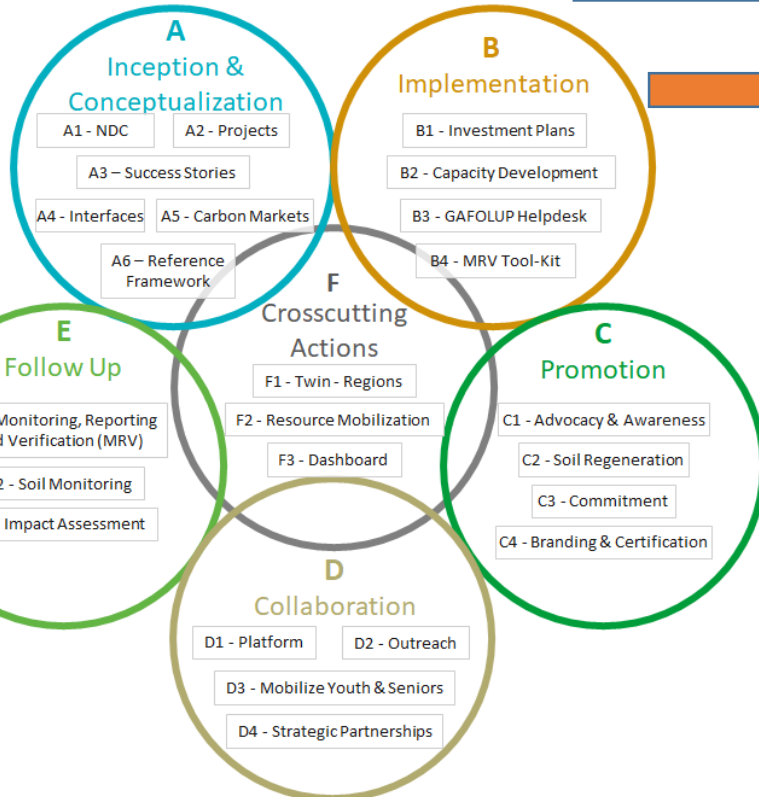 A
Inception &
Conceptualization
A1 - NDC
A2 - Projects
A3 – Success Stories
A4 - Interfaces
A5 - Carbon Markets
A6 – Reference
Framework
B
Implementation
B1 - Investment Plans
B2 - Capacity Development
B3 - GAFOLUP Helpdesk
B4 - MRV Tool-Kit
F
Crosscutting
Actions
F1 - Twin - Regions
F2 - Resource Mobilization
F3 - Dashboard
E
Follow Up
Monitoring, Reporting
Verification (MRV)
2 - Soil Monitoring
Impact Assessment
C
Promotion
C1 - Advocacy & Awareness
C2 - Soil Regeneration
C3 - Commitment
C4 - Branding & Certification
D
Collaboration
D1 - Platform
D2 - Outreach
D3 - Mobilize Youth & Seniors
D4 - Strategic Partnerships